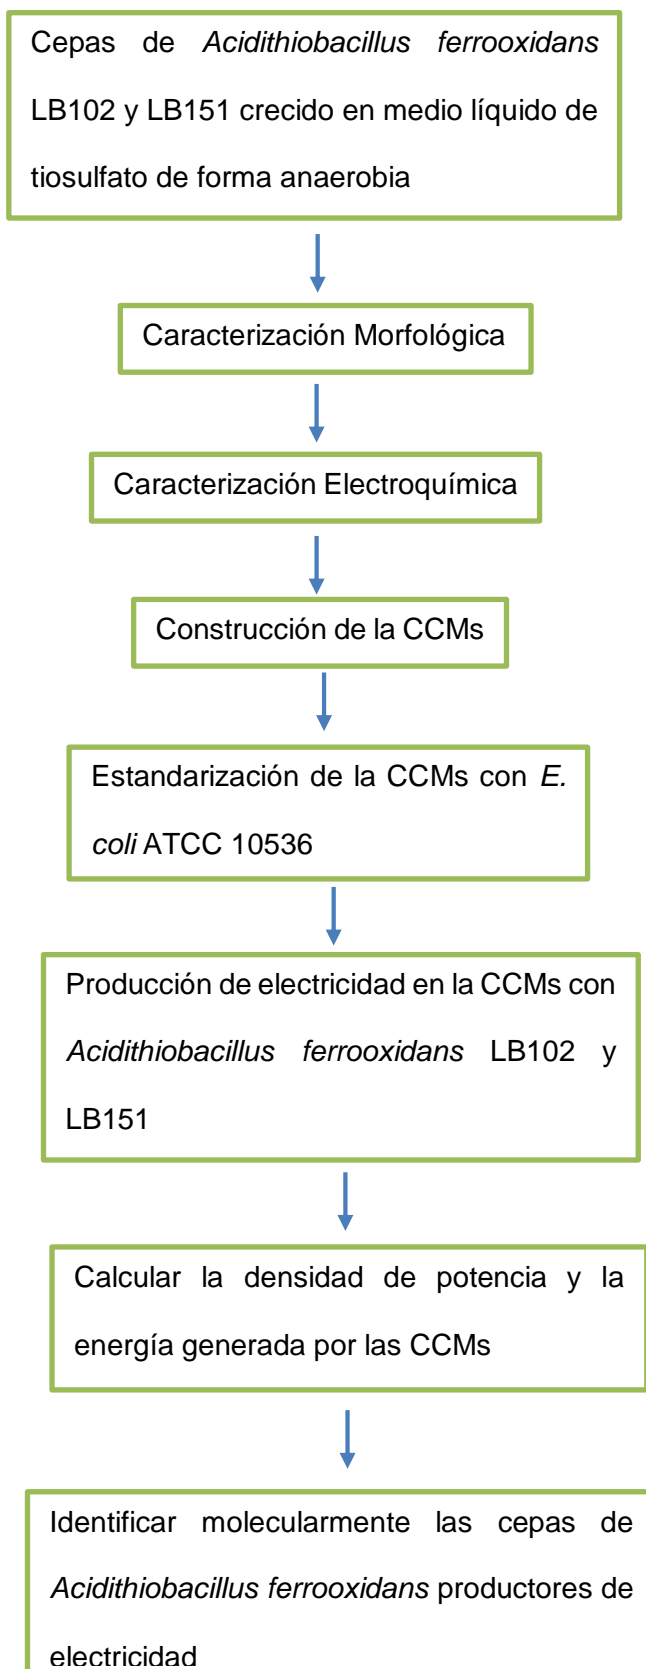 Cepas de Acidithiobacillus ferrooxidans
LB102 y LB151 crecido en medio líquido de
tiosulfato de forma anaerobia
Caracterización Morfológica
Caracterización Electroquímica
Construcción de la CCMs
Estandarización de la CCMs con E.
coli ATCC 10536
Producción de electricidad en la CCMs con
Acidithiobacillus ferrooxidans LB102 y
LB151
Calcular la densidad de potencia y la
energía generada por las CCMs
Identificar molecularmente las cepas de
Acidithiobacillus ferrooxidans productores de
electricidad